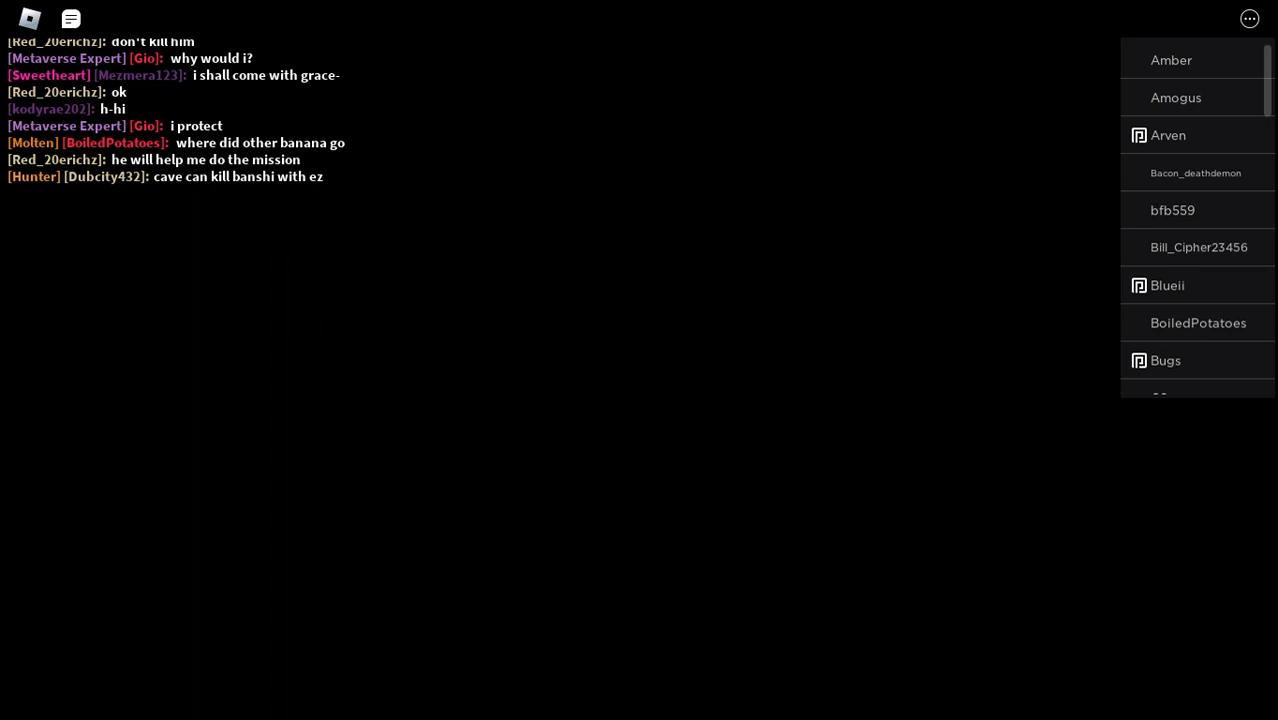 [Red_20erichz]: don't kill him
[Metaverse Expert] [Gio]: why would i?
[Sweetheart] [Mezmera123]: i shall come with grace-
[Red_20erichz]: ok
[kodyrae202]: h-hi
[Metaverse Expert] [Gio]: i protect
[Molten] [BoiledPotatoes]: where did other banana go
[Red_20erichz]: he will help me do the mission
[Hunter] [Dubcity432]: cave can kill banshi with ez
Amber
Amogus
Arven
Bacon_deathdemon
bfb559
Bill_Cipher23456
Blueii
BoiledPotatoes
Bugs